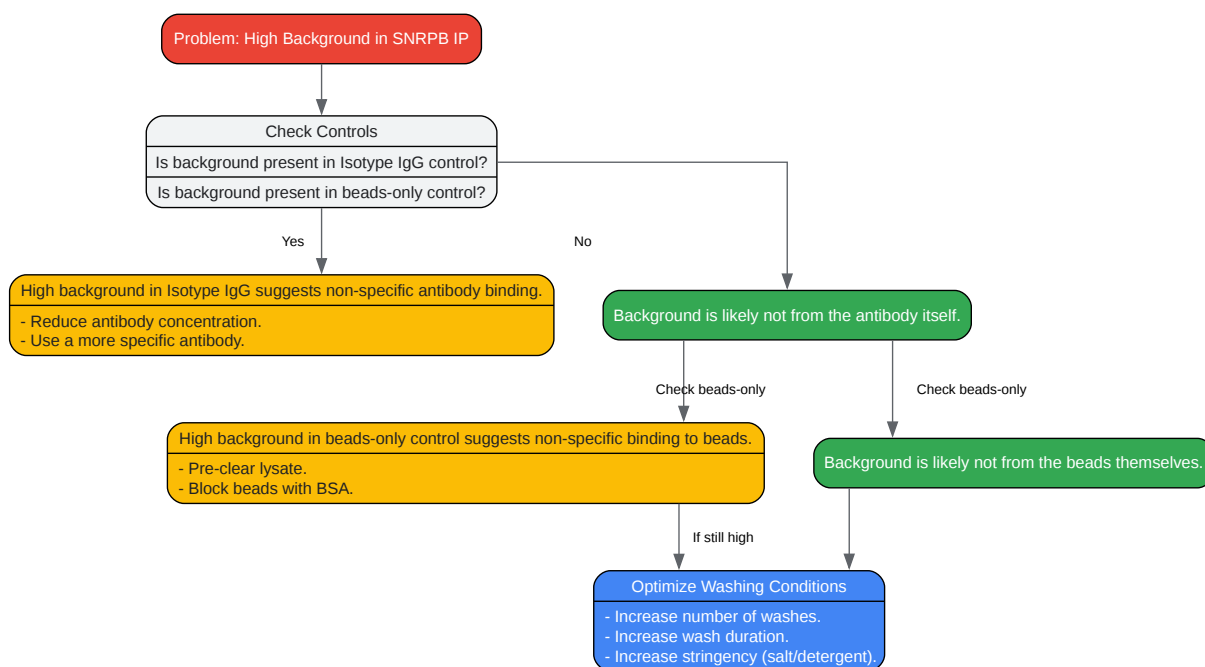 Problem: High Background in SNRPB IP
Check Controls
Is background present in Isotype IgG control?
Is background present in beads-only control?
Yes
No
High background in Isotype IgG suggests non-specific antibody binding.
- Reduce antibody concentration.
- Use a more specific antibody.
Background is likely not from the antibody itself.
Check beads-only
Check beads-only
High background in beads-only control suggests non-specific binding to beads.
- Pre-clear lysate.
- Block beads with BSA.
Background is likely not from the beads themselves.
If still high
Optimize Washing Conditions
- Increase number of washes.
- Increase wash duration.
- Increase stringency (salt/detergent).